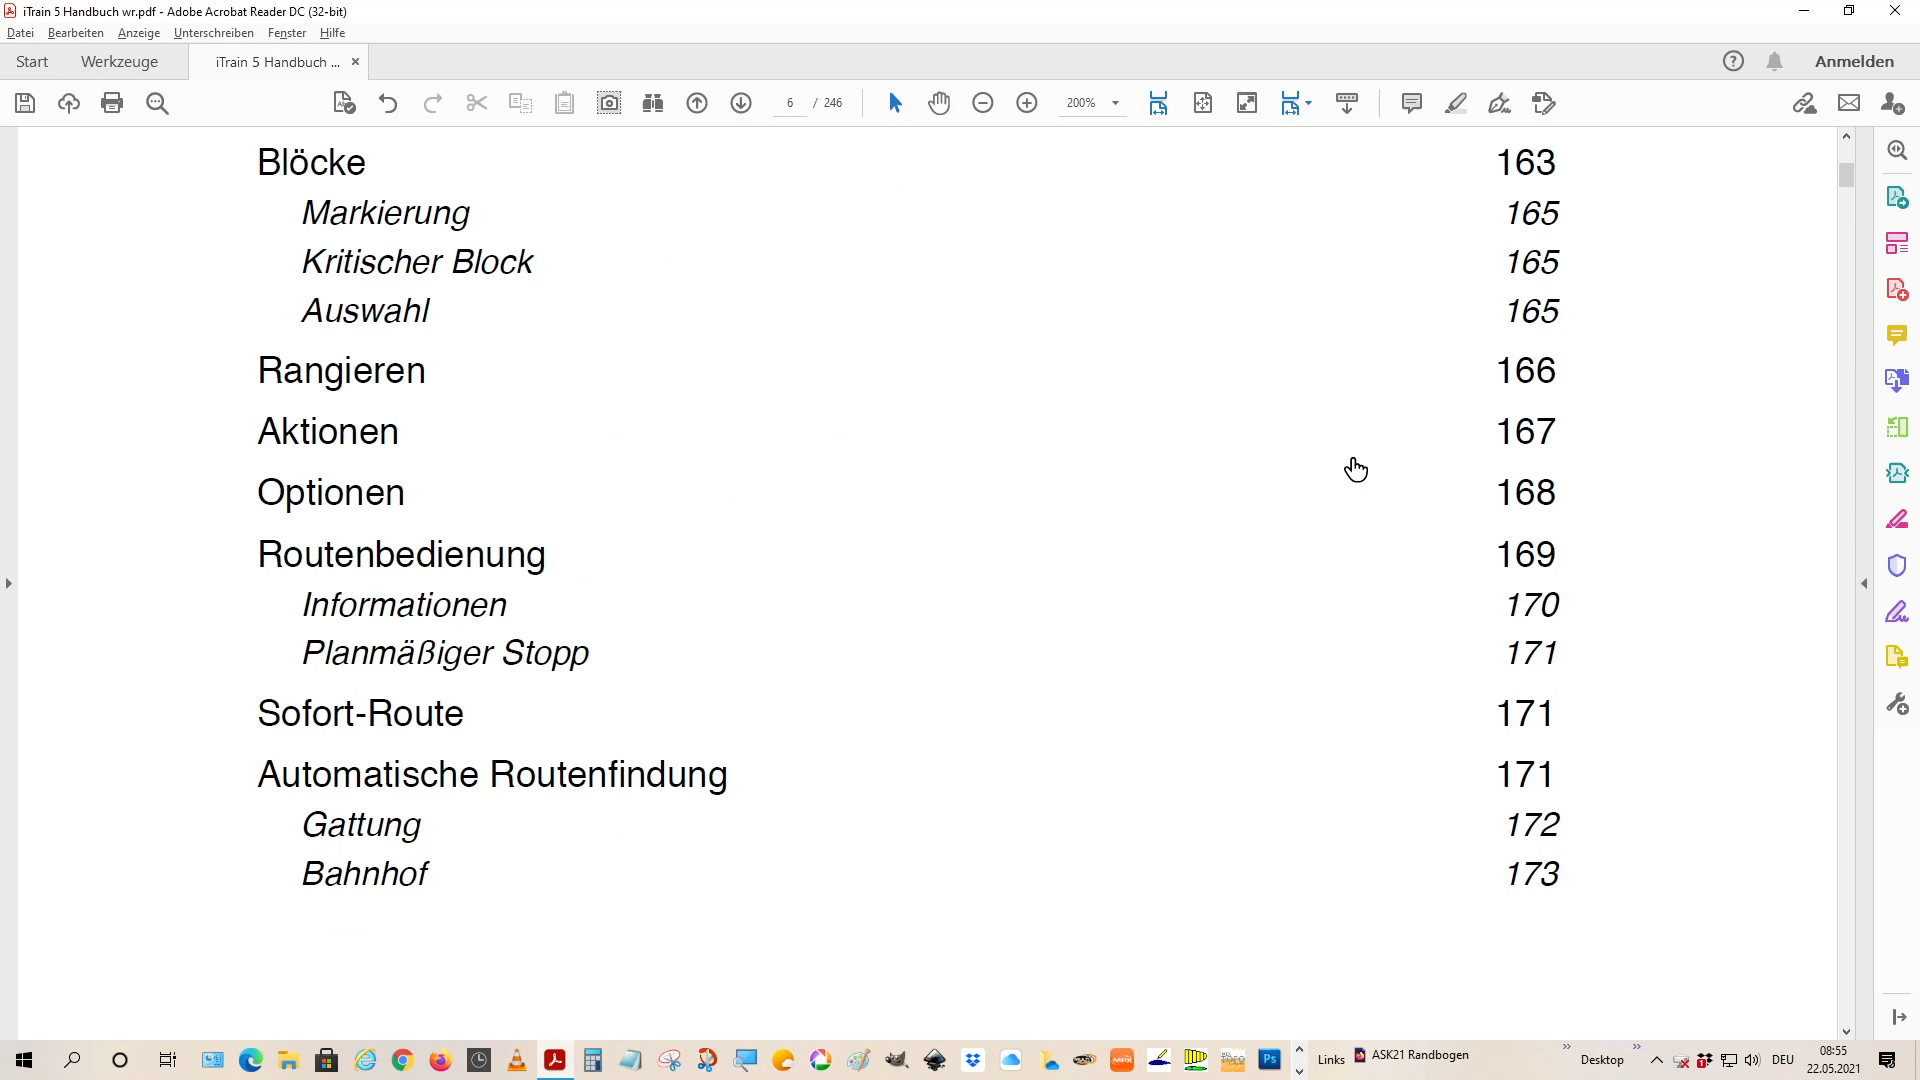 iTrain 5 Handbuch wr.pdf - Adobe Acrobat Reader DC (32-bit)
Datei Bearbeiten Anzeige Unterschreiben Fenster Hilfe
Start Werkzeuge iTrain 5 Handbuch ... × Anmelden
6 / 246 200%
Blöcke 163
Markierung 165
Kritischer Block 165
Auswahl 165
Rangieren 166
Aktionen 167
Optionen 168
Routenbedienung 169
Informationen 170
Planmäßiger Stopp 171
Sofort-Route 171
Automatische Routenfindung 171
Gattung 172
Bahnhof 173
Links ASK21 Randbogen Desktop DEU 08:55
22.05.2021